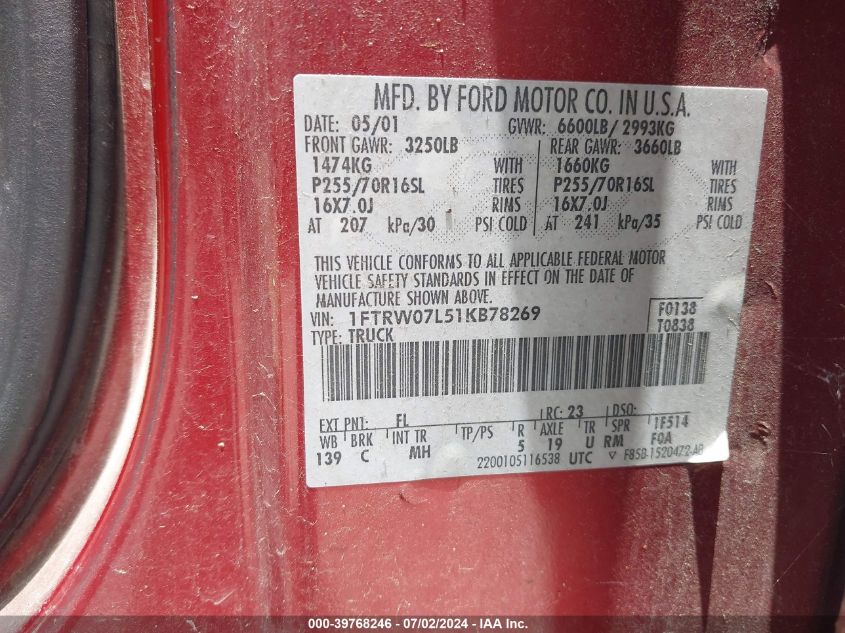 MFD. BY FORD MOTOR CO. IN U.S.A.
DATE: 05/01 GVWR: 6600LB/ 2993KG
FRONT GAWR: 3250LB REAR GAWR: 3660LB
1474KG WITH 1660KG WITH
P255/70R16SL TIRES P255/70R16SL TIRES
16X7.0J RIMS 16X7.0J RIMS
AT 207 kPa/30 PSI COLD AT 241 kPa/35 PSI COLD
THIS VEHICLE CONFORMS TO ALL APPLICABLE FEDERAL MOTOR
VEHICLE SAFETY STANDARDS IN EFFECT ON THE DATE OF
MANUFACTURE SHOWN ABOVE.
VIN: 1FTRW07L51KB78269 F0138
TYPE: TRUCK T0838
EXT PNT: FL RC: 23 DSO:
WB BRK INT TR TP/PS R AXLE TR SPR 1F514
139 C MH 5 19 U RM FQA
2200105116538 UTC ▽ F85B-1520472-AB
000-39768246 - 07/02/2024 - IAA Inc.